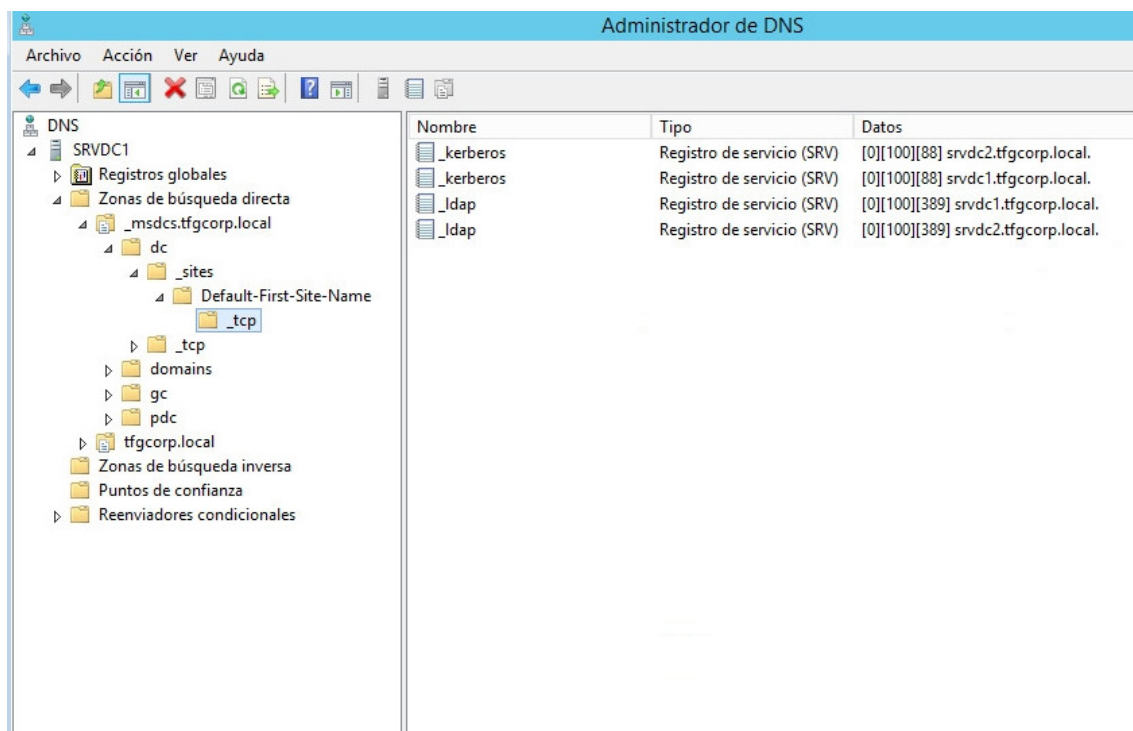 Administrador de DNS
Archivo Acción Ver Ayuda
DNS
SRVDC1
Registros globales
Zonas de búsqueda directa
_msdcs.tfgcorp.local
dc
_sites
Default-First-Site-Name
_tcp
_tcp
domains
gc
pdc
tfgcorp.local
Zonas de búsqueda inversa
Puntos de confianza
Reenviadores condicionales
Nombre Tipo Datos
_kerberos Registro de servicio (SRV) [0][100][88] srvdc2.tfgcorp.local.
_kerberos Registro de servicio (SRV) [0][100][88] srvdc1.tfgcorp.local.
_ldap Registro de servicio (SRV) [0][100][389] srvdc1.tfgcorp.local.
_ldap Registro de servicio (SRV) [0][100][389] srvdc2.tfgcorp.local.